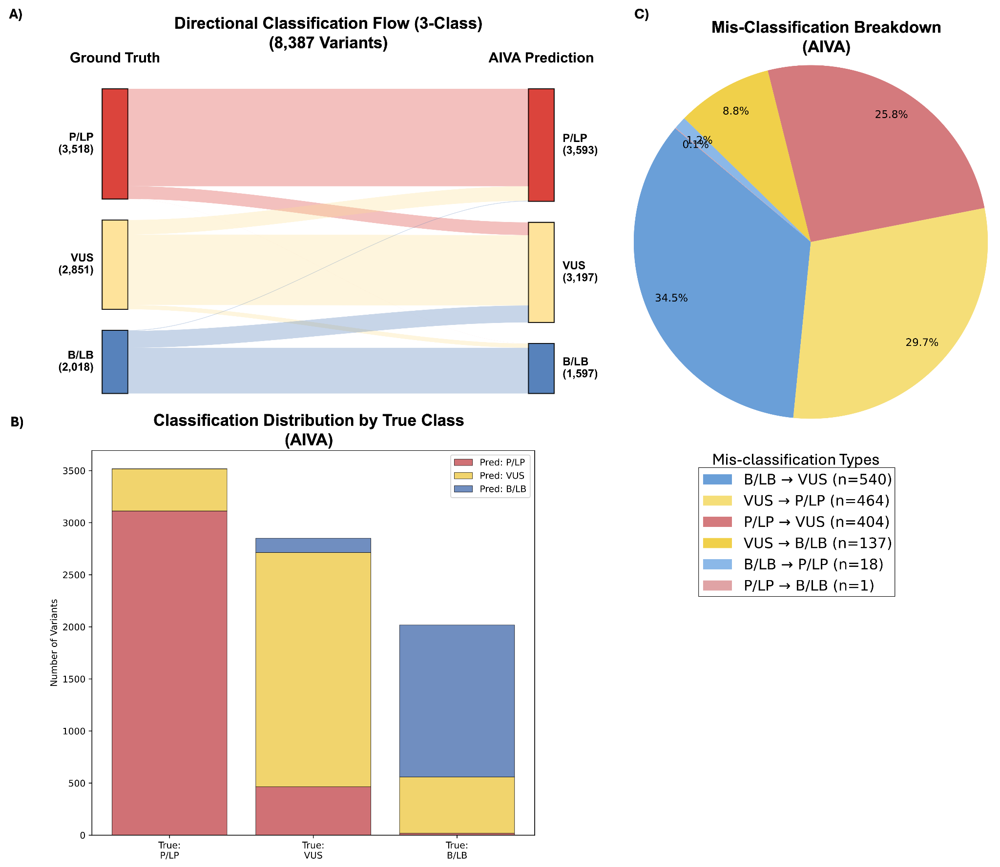 A)
Directional Classification Flow (3-Class)
(8,387 Variants)
Ground Truth
AIVA Prediction
P/LP
(3,518)
VUS
(2,851)
B/LB
(2,018)
P/LP
(3,593)
VUS
(3,197)
B/LB
(1,597)
B)
Classification Distribution by True Class
(AIVA)
Number of Variants
3500
3000
2500
2000
1500
1000
500
0
Pred: P/LP
Pred: VUS
Pred: B/LB
True:
P/LP
True:
VUS
True:
B/LB
C)
Mis-Classification Breakdown
(AIVA)
8.8%
25.8%
1.2%
0.1%
34.5%
29.7%
Mis-classification Types
B/LB → VUS (n=540)
VUS → P/LP (n=464)
P/LP → VUS (n=404)
VUS → B/LB (n=137)
B/LB → P/LP (n=18)
P/LP → B/LB (n=1)